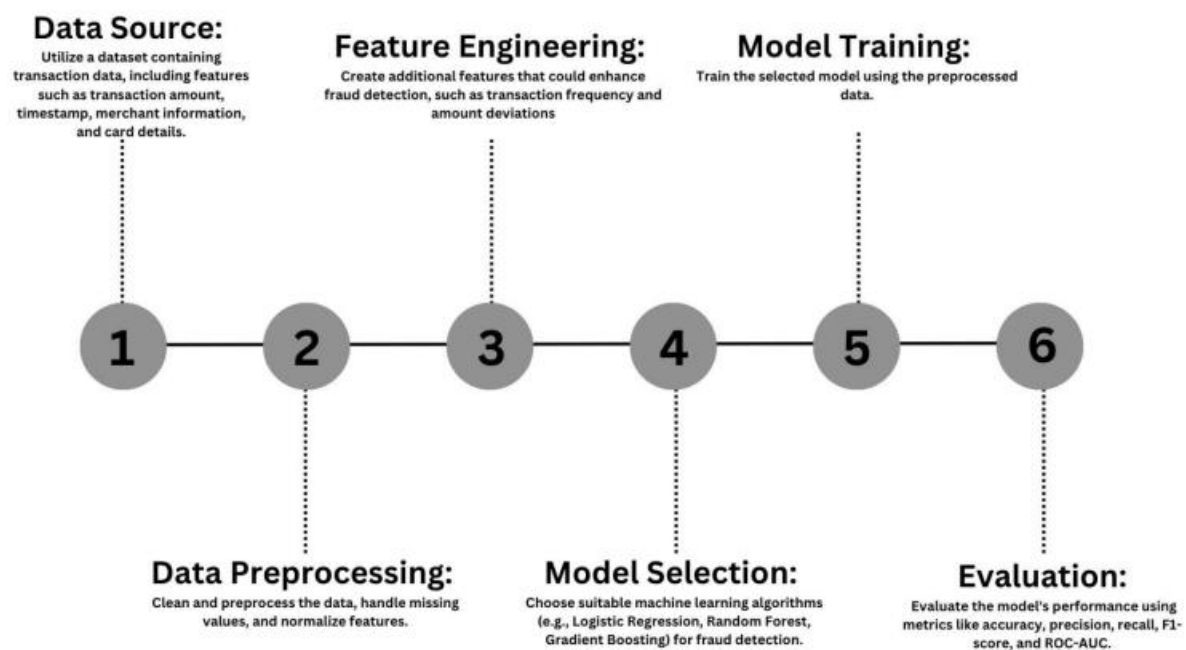 Data Source:
Utilize a dataset containing
transaction data, including features
such as transaction amount,
timestamp, merchant information,
and card details.
Feature Engineering:
Create additional features that could enhance
fraud detection, such as transaction frequency and
amount deviations
Model Training:
Train the selected model using the preprocessed
data.
1
2
3
4
5
6
Data Preprocessing:
Clean and preprocess the data, handle missing
values, and normalize features.
Model Selection:
Choose suitable machine learning algorithms
(e.g., Logistic Regression, Random Forest,
Gradient Boosting) for fraud detection.
Evaluation:
Evaluate the model's performance using
metrics like accuracy, precision, recall, F1-
score, and ROC-AUC.